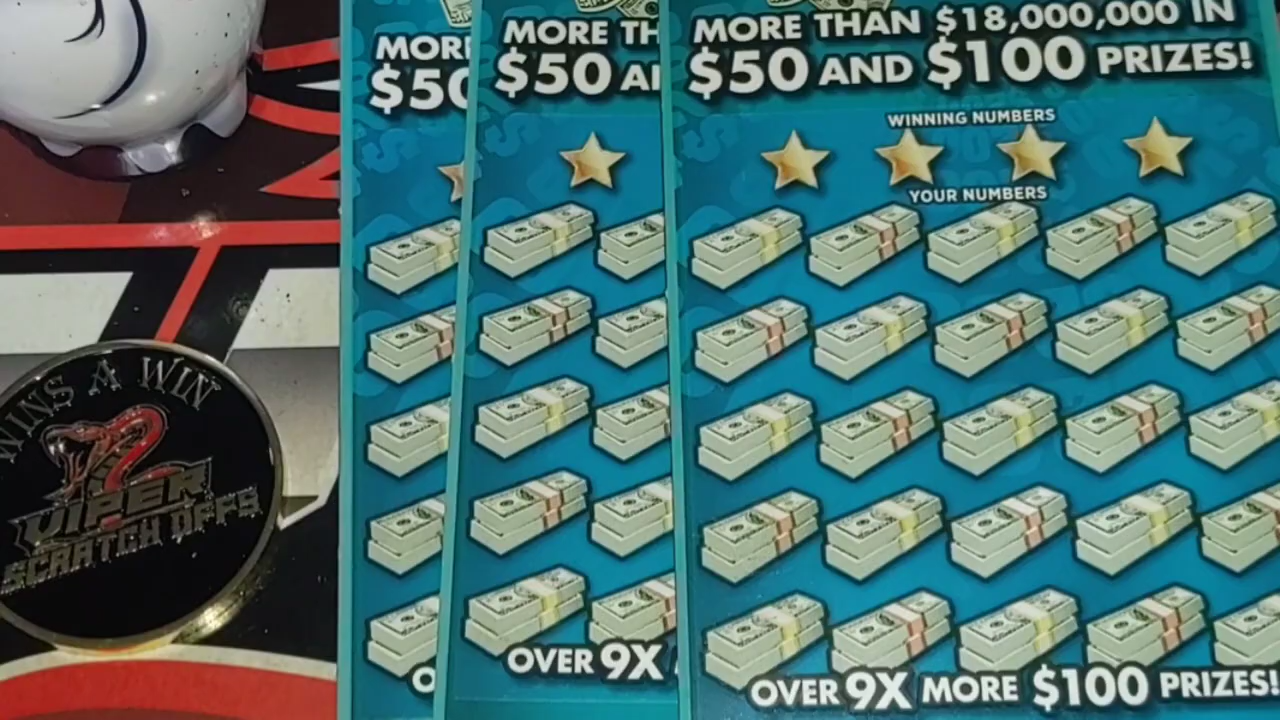 MORE
$50
O
MORE TH
$50 A
OVER 9X
MORE THAN $18,000,000 IN
$50 AND $100 PRIZES!
WINNING NUMBERS
YOUR NUMBERS
OVER 9X MORE $100 PRIZES!
WINS A WIN
VIPER
SCRATCH OFFS